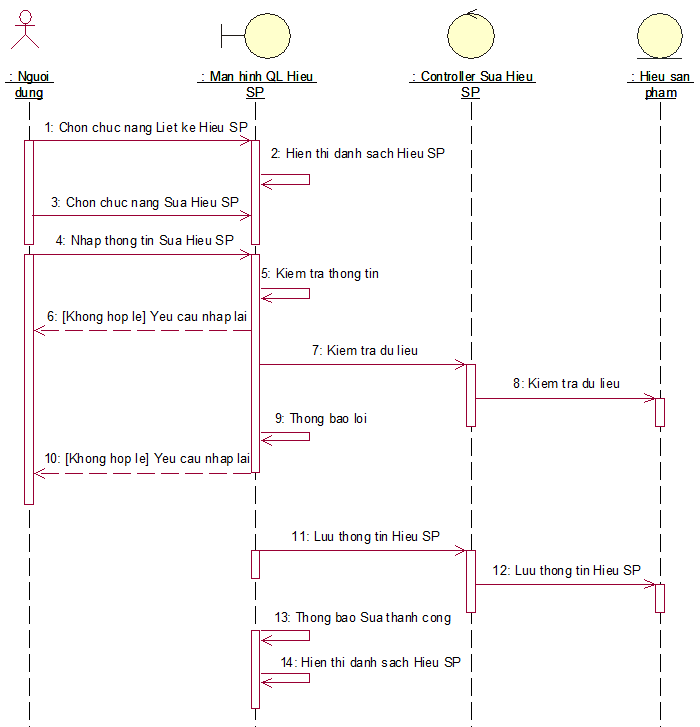 : Nguoi
dung
: Man hinh QL Hieu
SP
: Controller Sua Hieu
SP
: Hieu san
pham
1: Chon chuc nang Liet ke Hieu SP
2: Hien thi danh sach Hieu SP
3: Chon chuc nang Sua Hieu SP
4: Nhap thong tin Sua Hieu SP
5: Kiem tra thong tin
6: [Khong hop le] Yeu cau nhap lai
7: Kiem tra du lieu
8: Kiem tra du lieu
9: Thong bao loi
10: [Khong hop le] Yeu cau nhap lai
11: Luu thong tin Hieu SP
12: Luu thong tin Hieu SP
13: Thong bao Sua thanh cong
14: Hien thi danh sach Hieu SP